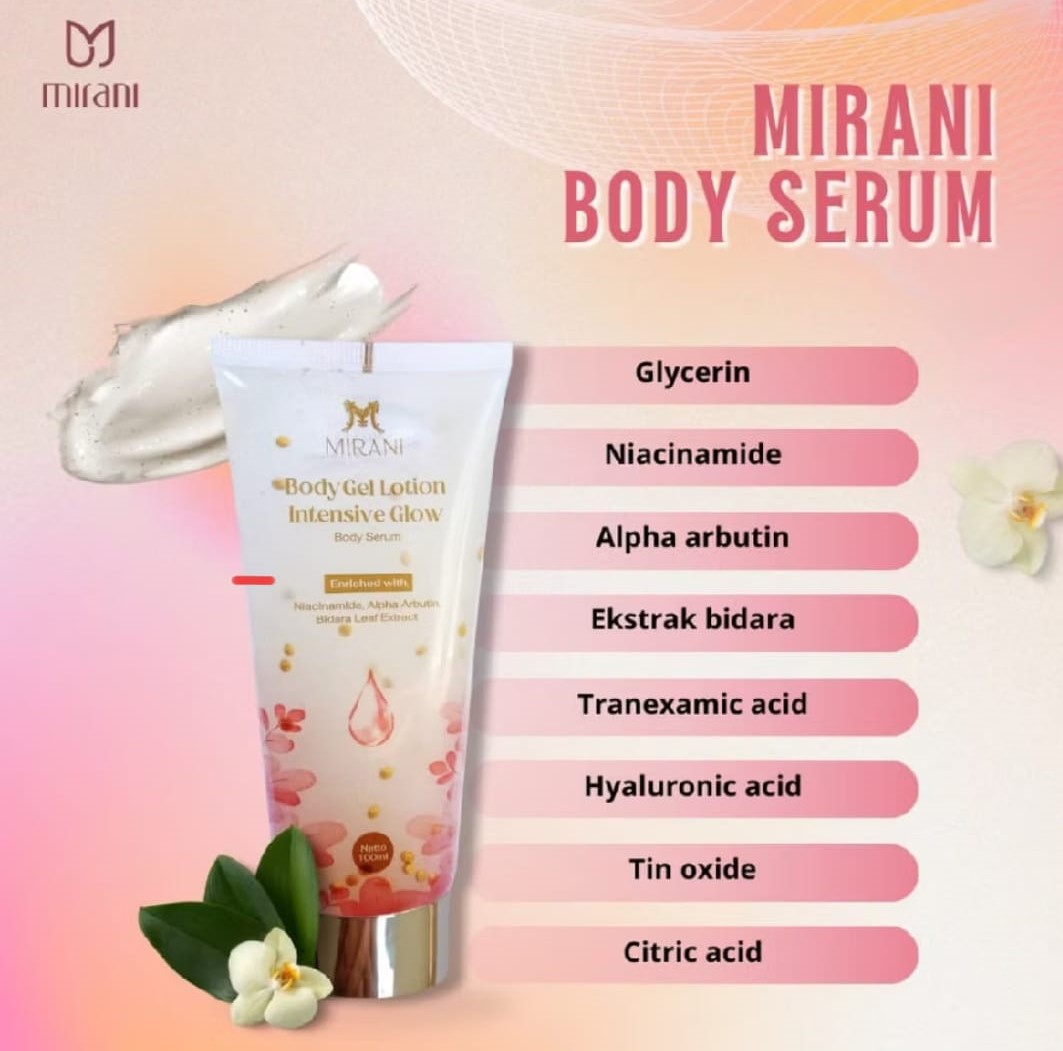 mirani
MIRANI
BODY SERUM
MIRANI
Body Gel Lotion
Intensive Glow
Body Serum
Enriched with
Niacinamide, Alpha Arbutin,
Bidara Leaf Extract
Netto
100ml
Glycerin
Niacinamide
Alpha arbutin
Ekstrak bidara
Tranexamic acid
Hyaluronic acid
Tin oxide
Citric acid